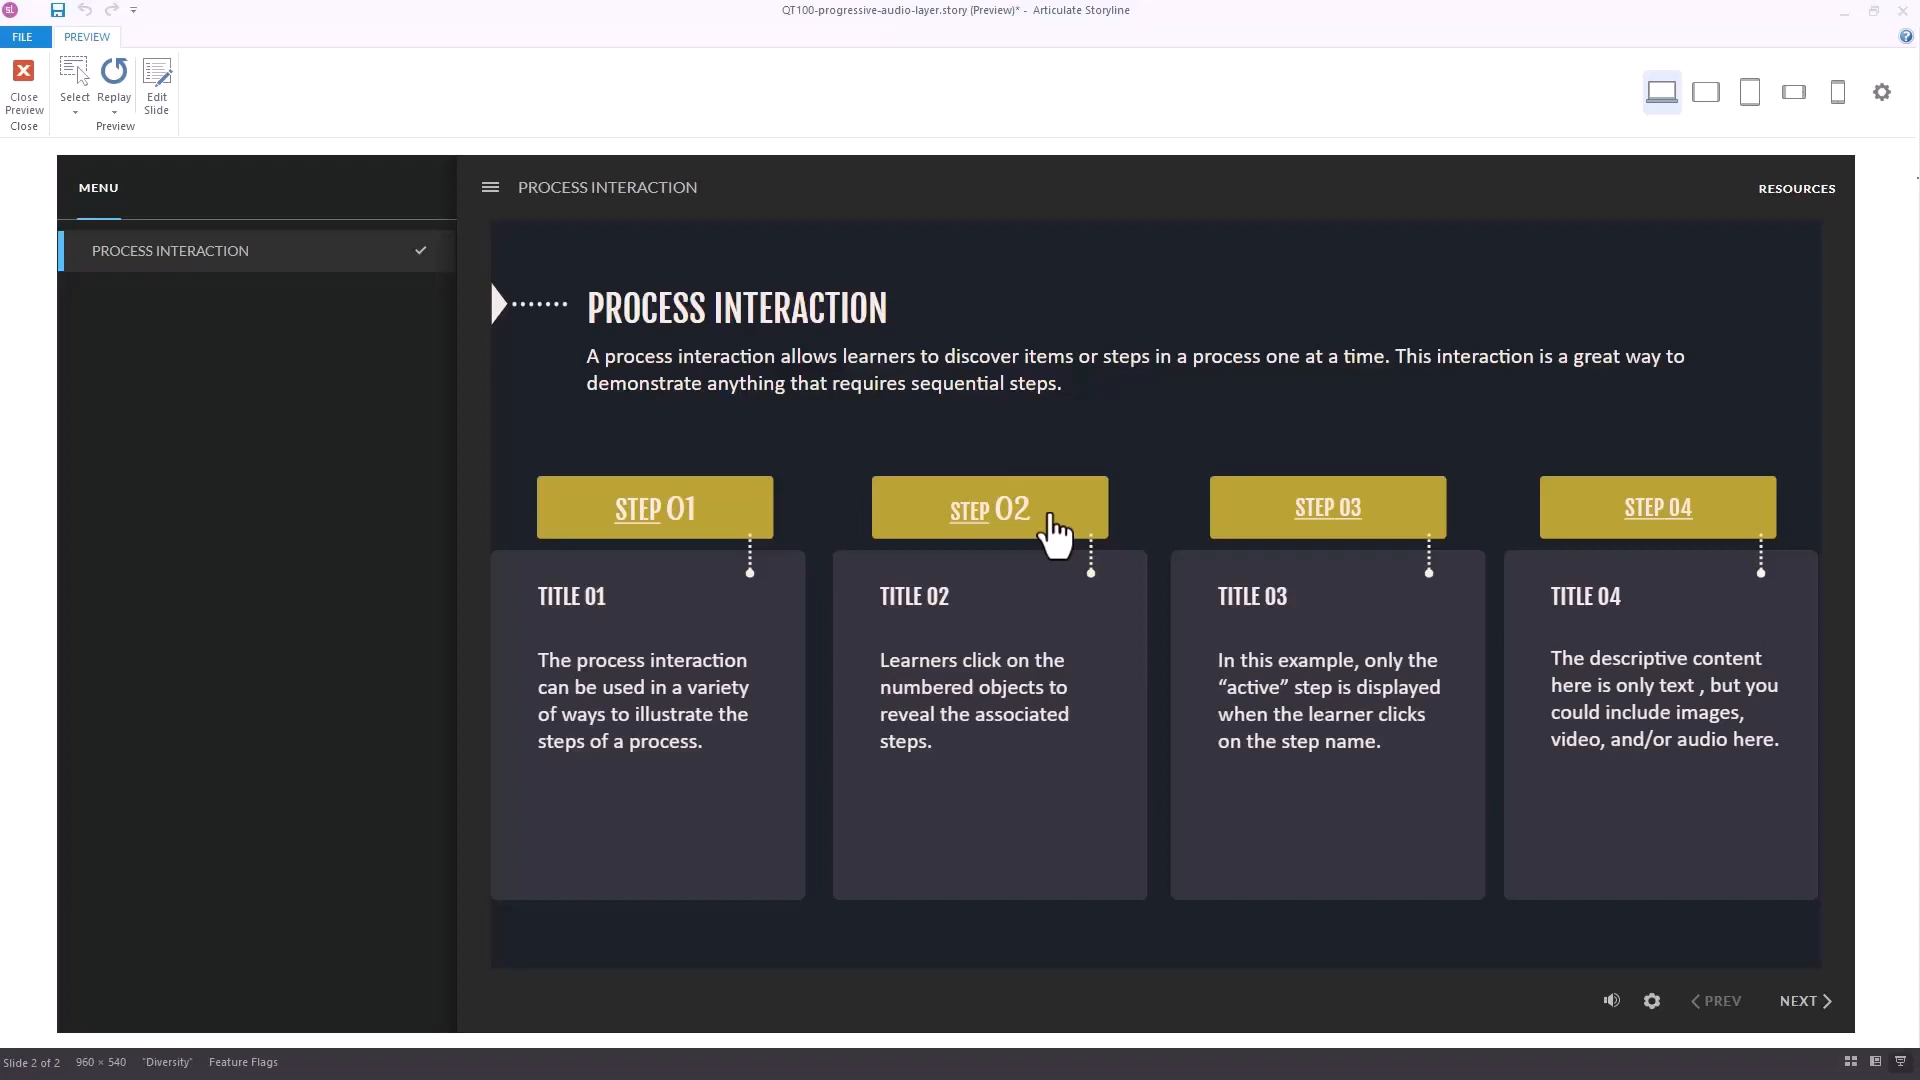 SL
QT100-progressive-audio-layer.story (Preview)* - Articulate Storyline
FILE
PREVIEW
?
Close
Preview
Select
Replay
Edit
Slide
Close
Preview
MENU
PROCESS INTERACTION
PROCESS INTERACTION
RESOURCES
PROCESS INTERACTION
A process interaction allows learners to discover items or steps in a process one at a time. This interaction is a great way to
demonstrate anything that requires sequential steps.
STEP 01
STEP 02
STEP 03
STEP 04
TITLE 01
The process interaction
can be used in a variety
of ways to illustrate the
steps of a process.
TITLE 02
Learners click on the
numbered objects to
reveal the associated
steps.
TITLE 03
In this example, only the
“active” step is displayed
when the learner clicks
on the step name.
TITLE 04
The descriptive content
here is only text , but you
could include images,
video, and/or audio here.
PREV
NEXT
Slide 2 of 2
960 × 540
"Diversity"
Feature Flags